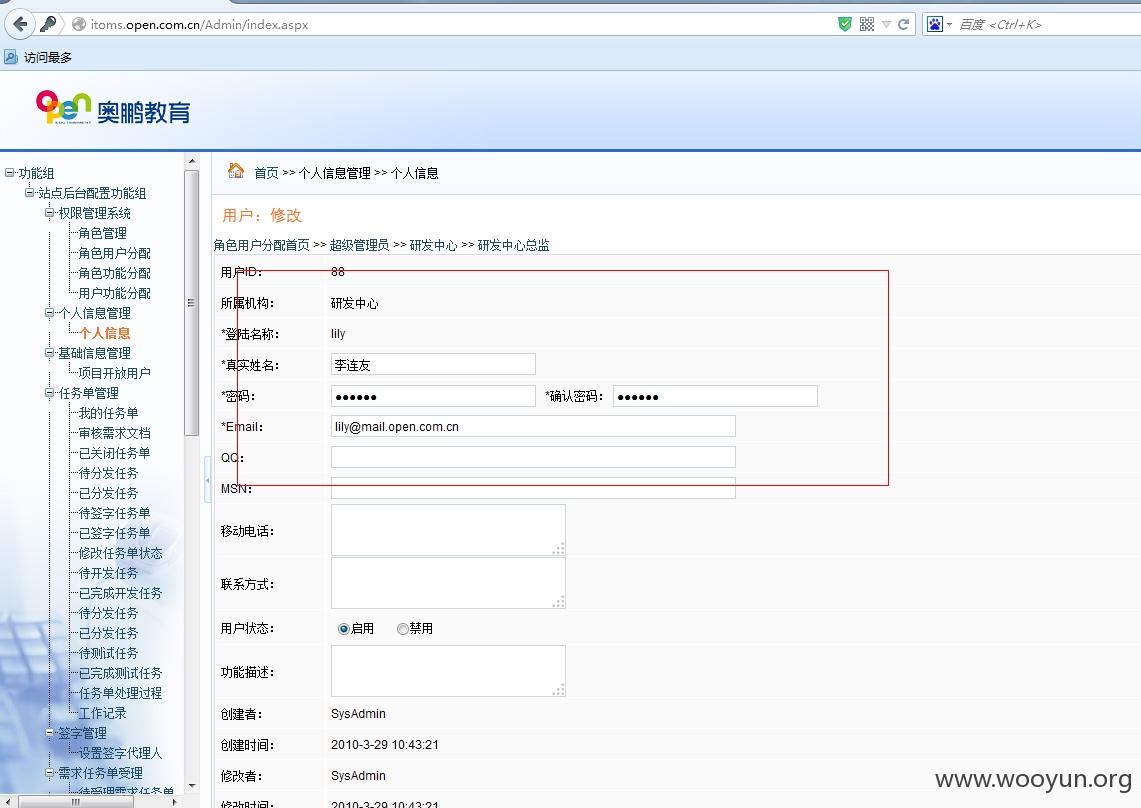 itoms.open.com.cn/Admin/index.aspx
百度 <Ctrl+K>
访问最多
open 奥鹏教育
功能组
站点后台配置功能组
权限管理系统
角色管理
角色用户分配
角色功能分配
用户功能分配
个人信息管理
个人信息
基础信息管理
项目开放用户
任务单管理
我的任务单
审核需求文档
已关闭任务单
待分发任务
已分发任务
待签字任务单
已签字任务单
修改任务单状态
待开发任务
已完成开发任务
待分发任务
已分发任务
待测试任务
已完成测试任务
任务单处理过程
工作记录
签字管理
设置签字代理人
需求任务单受理
待受理需求任务单
首页 >> 个人信息管理 >> 个人信息
用户：修改
角色用户分配首页 >> 超级管理员 >> 研发中心 >> 研发中心总监
用户ID： 88
所属机构： 研发中心
*登陆名称： lily
*真实姓名： 李连友
*密码： ●●●●●● *确认密码： ●●●●●●
*Email： lily@mail.open.com.cn
QQ：
MSN：
移动电话：
联系方式：
用户状态： 启用 禁用
功能描述：
创建者： SysAdmin
创建时间： 2010-3-29 10:43:21
修改者： SysAdmin
修改时间： 2010-3-29 10:43:21
www.wooyun.org